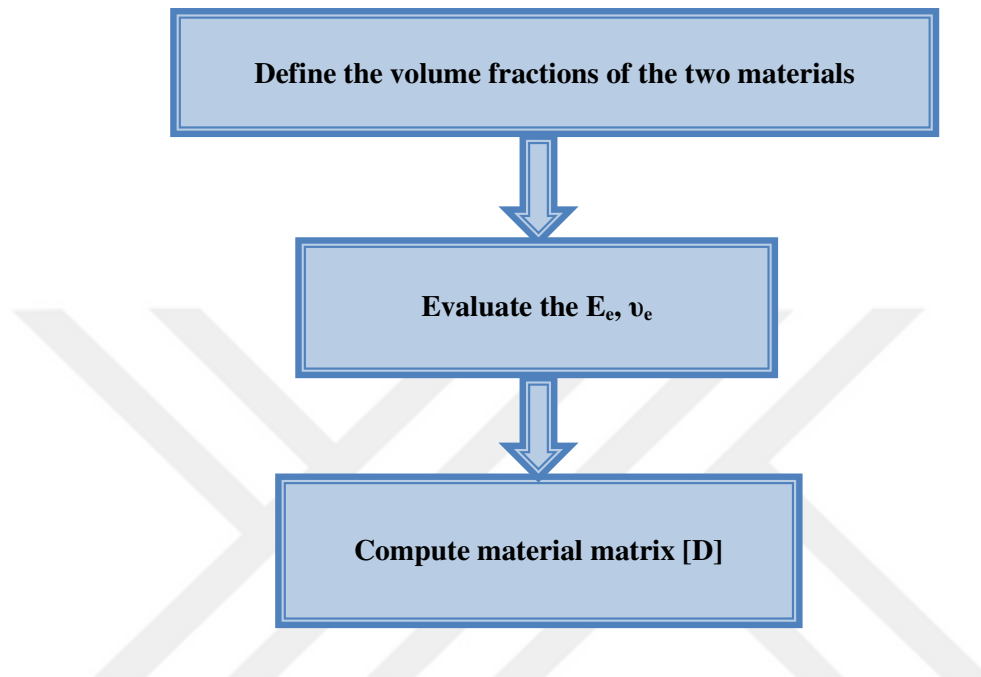 Define the volume fractions of the two materials
Evaluate the Eₑ, υₑ
Compute material matrix [D]